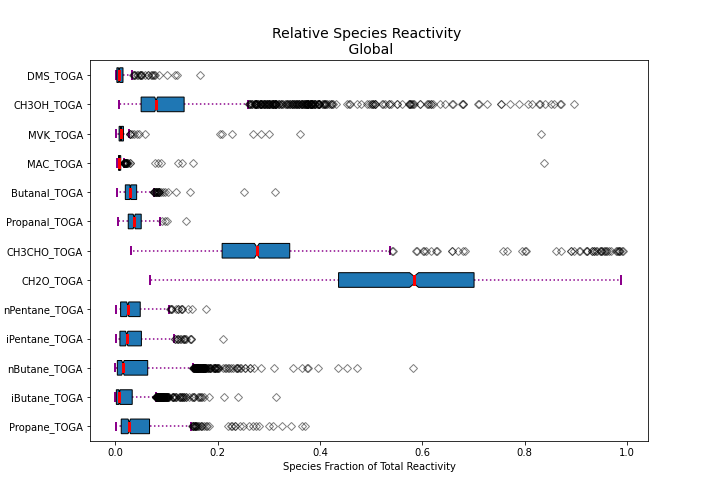 Relative Species Reactivity
Global
DMS_TOGA
CH3OH_TOGA
MVK_TOGA
MAC_TOGA
Butanal_TOGA
Propanal_TOGA
CH3CHO_TOGA
CH2O_TOGA
nPentane_TOGA
iPentane_TOGA
nButane_TOGA
iButane_TOGA
Propane_TOGA
0.0 0.2 0.4 0.6 0.8 1.0
Species Fraction of Total Reactivity